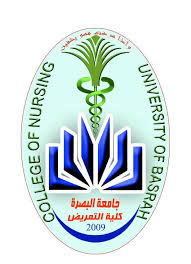 COLLEGE OF NURSING
UNIVERSITY OF BASRAH
جامعة البصرة
كلية التمريض
2009